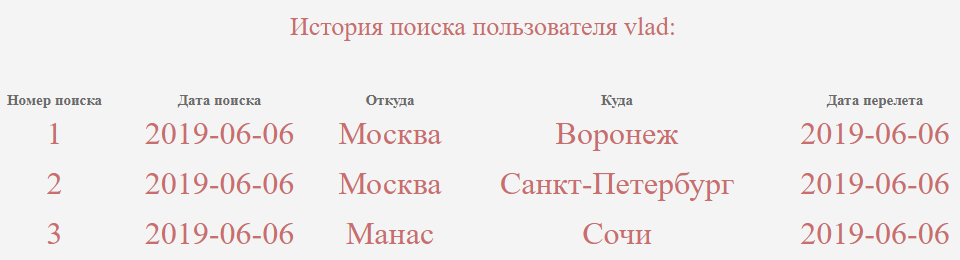 История поиска пользователя vlad:
Номер поиска Дата поиска Откуда Куда Дата перелета
1 2019-06-06 Москва Воронеж 2019-06-06
2 2019-06-06 Москва Санкт-Петербург 2019-06-06
3 2019-06-06 Манас Сочи 2019-06-06